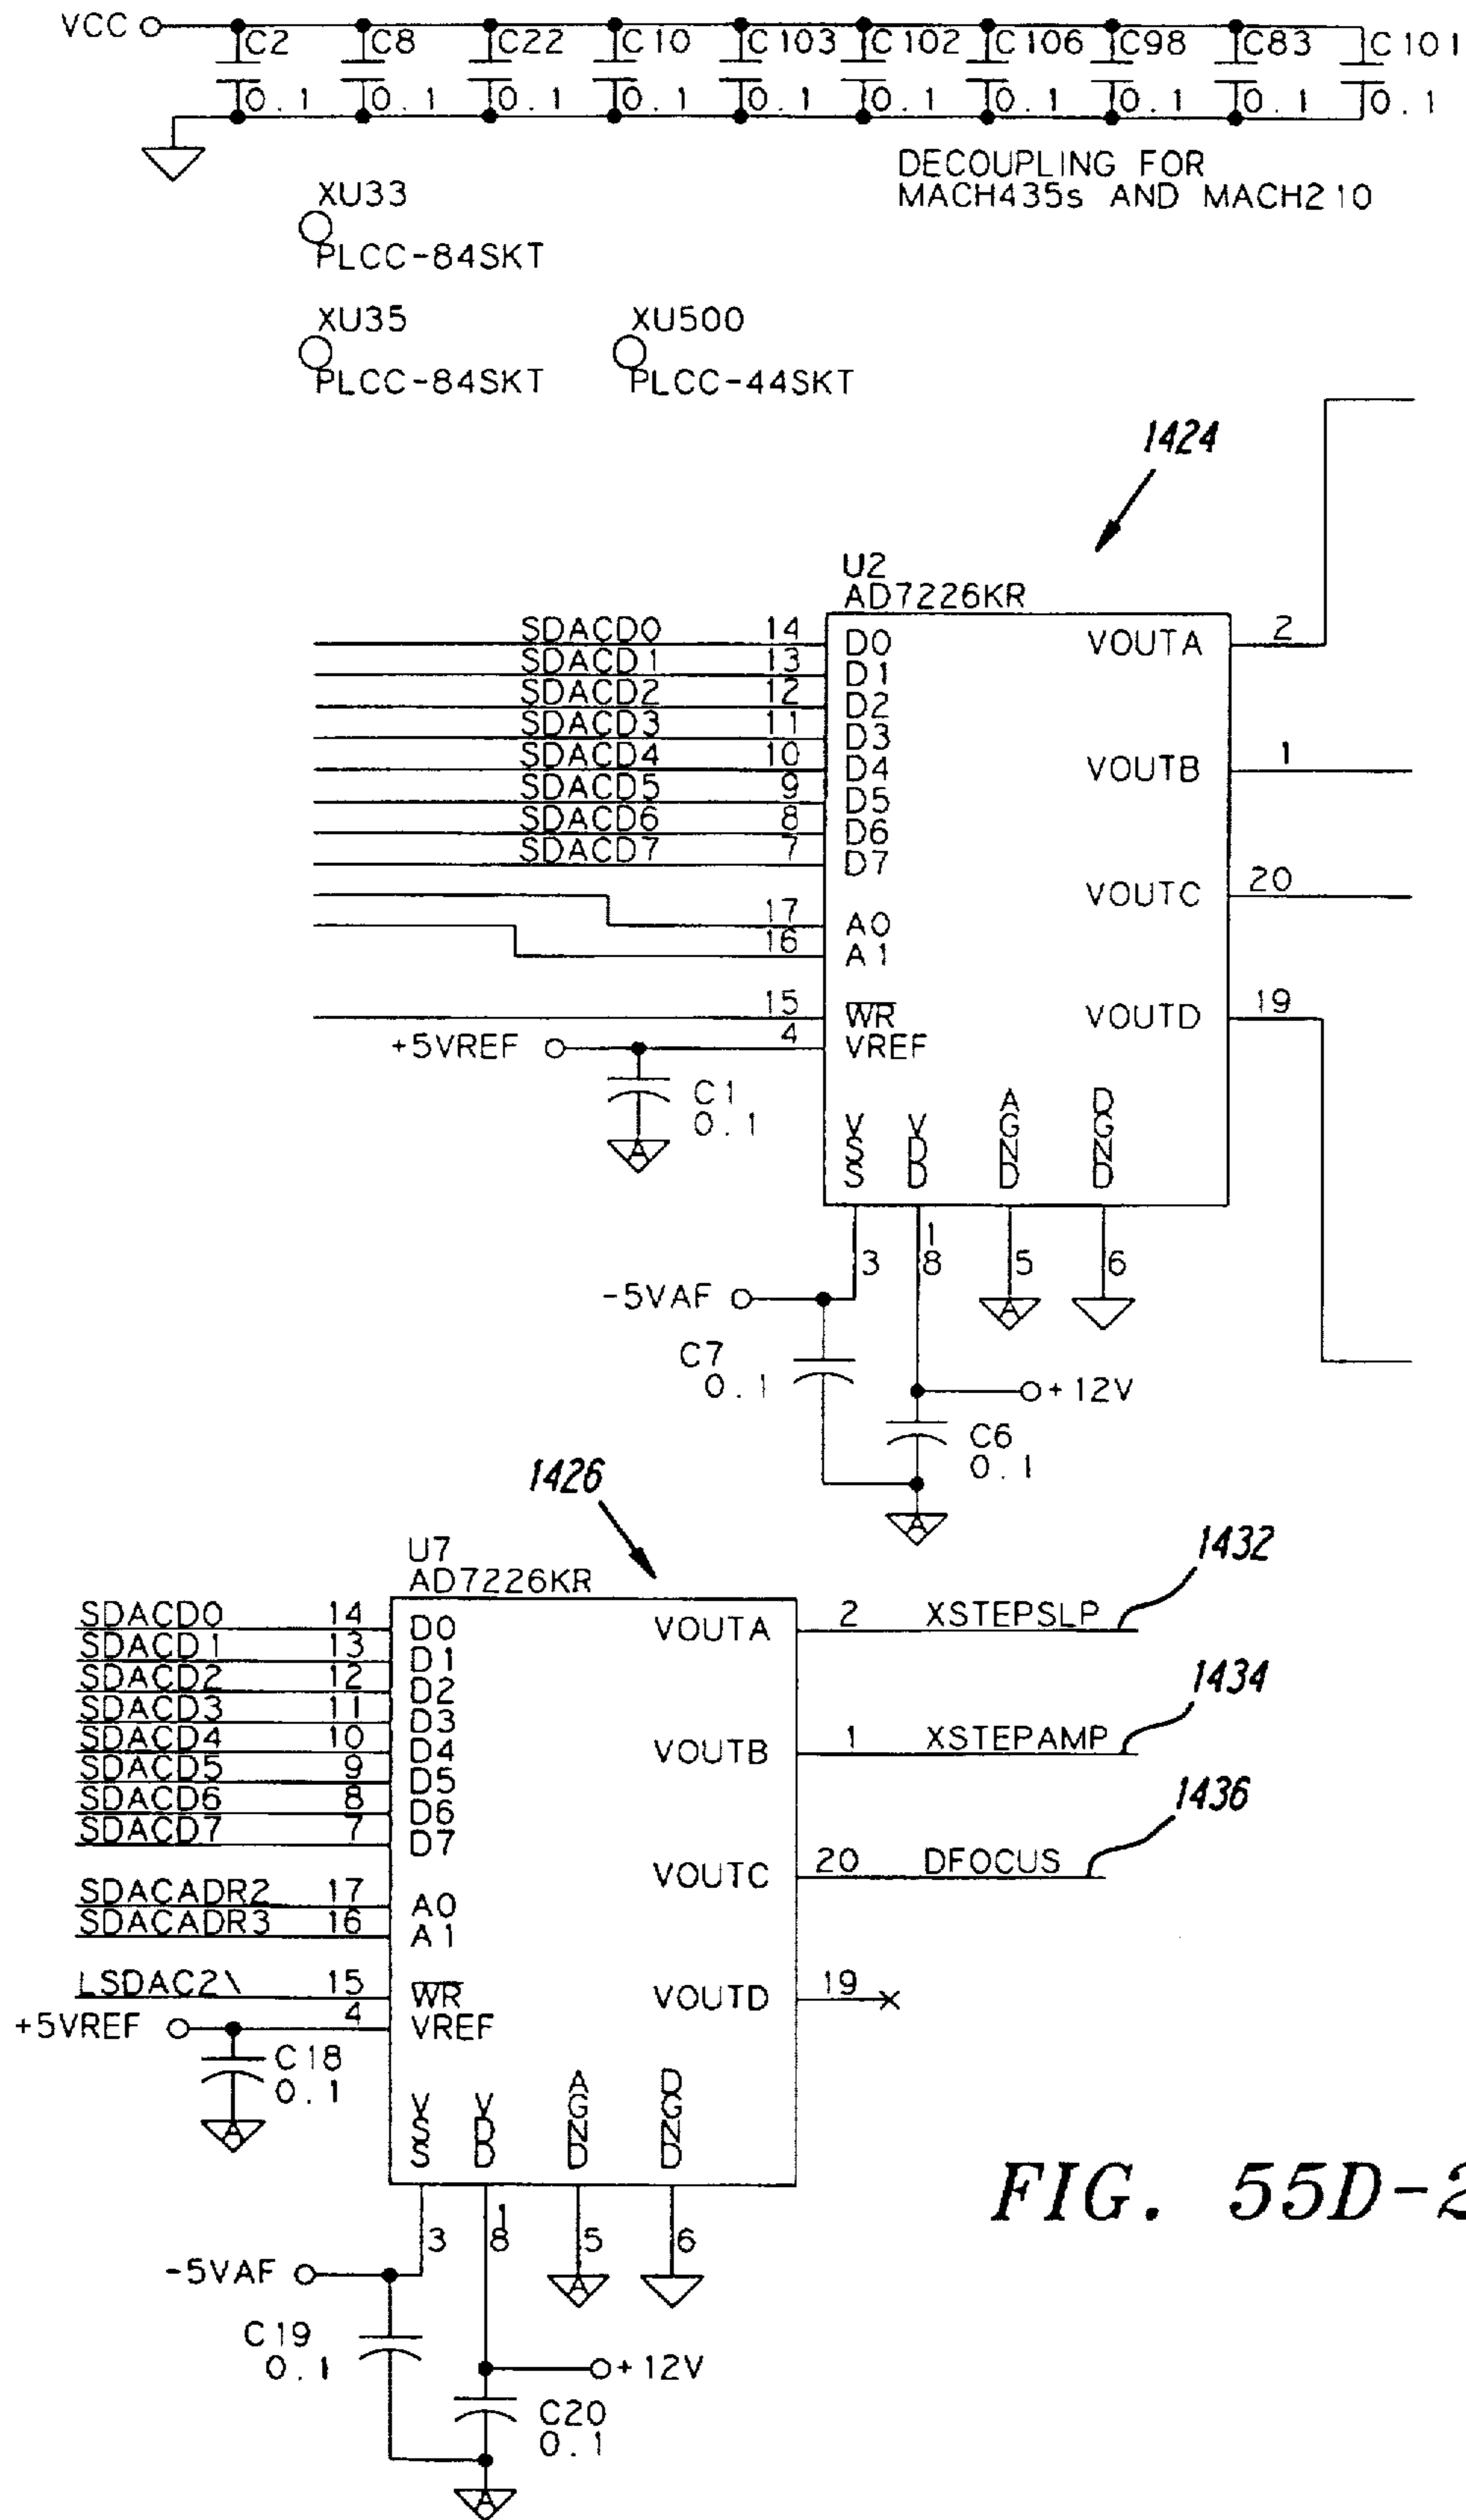 VCC
C2 C8 C22 C10 C103 C102 C106 C98 C83 C101
0.1 0.1 0.1 0.1 0.1 0.1 0.1 0.1 0.1 0.1
DECOUPLING FOR
MACH435s AND MACH210
XU33
PLCC-84SKT
XU35 XU500
PLCC-84SKT PLCC-44SKT
1424
U2
AD7226KR
SDACD0 14 D0 VOUTA 2
SDACD1 13 D1
SDACD2 12 D2
SDACD3 11 D3
SDACD4 10 D4 VOUTB 1
SDACD5 9 D5
SDACD6 8 D6
SDACD7 7 D7
VOUTC 20
17 A0
16 A1
15 WR VOUTD 19
+5VREF 4 VREF
C1
0.1
VSS VDD AGND DGND
3 18 5 6
A
-5VAF A
C7
0.1
+12V
C6
0.1
A
1426
1432
U7
AD7226KR
SDACD0 14 D0 VOUTA 2 XSTEPSLP
SDACD1 13 D1
SDACD2 12 D2
1434
SDACD3 11 D3
SDACD4 10 D4 VOUTB 1 XSTEPAMP
SDACD5 9 D5
1436
SDACD6 8 D6
SDACD7 7 D7
VOUTC 20 DFOCUS
SDACADR2 17 A0
SDACADR3 16 A1
LSDAC2\ 15 WR VOUTD 19
+5VREF 4 VREF
C18
0.1
A
VSS VDD AGND DGND
FIG. 55D-2
3 18 5 6
-5VAF A
C19
0.1
+12V
C20
0.1
A